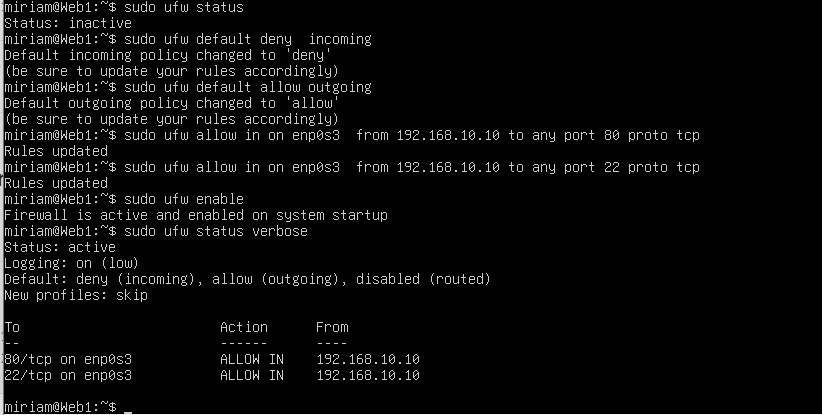 miriam@Web1:~$ sudo ufw status
Status: inactive
miriam@Web1:~$ sudo ufw default deny  incoming
Default incoming policy changed to 'deny'
(be sure to update your rules accordingly)
miriam@Web1:~$ sudo ufw default allow outgoing
Default outgoing policy changed to 'allow'
(be sure to update your rules accordingly)
miriam@Web1:~$ sudo ufw allow in on enp0s3  from 192.168.10.10 to any port 80 proto tcp
Rules updated
miriam@Web1:~$ sudo ufw allow in on enp0s3  from 192.168.10.10 to any port 22 proto tcp
Rules updated
miriam@Web1:~$ sudo ufw enable
Firewall is active and enabled on system startup
miriam@Web1:~$ sudo ufw status verbose
Status: active
Logging: on (low)
Default: deny (incoming), allow (outgoing), disabled (routed)
New profiles: skip
To                         Action      From
--                         ------      ----
80/tcp on enp0s3           ALLOW IN    192.168.10.10
22/tcp on enp0s3           ALLOW IN    192.168.10.10
miriam@Web1:~$ _